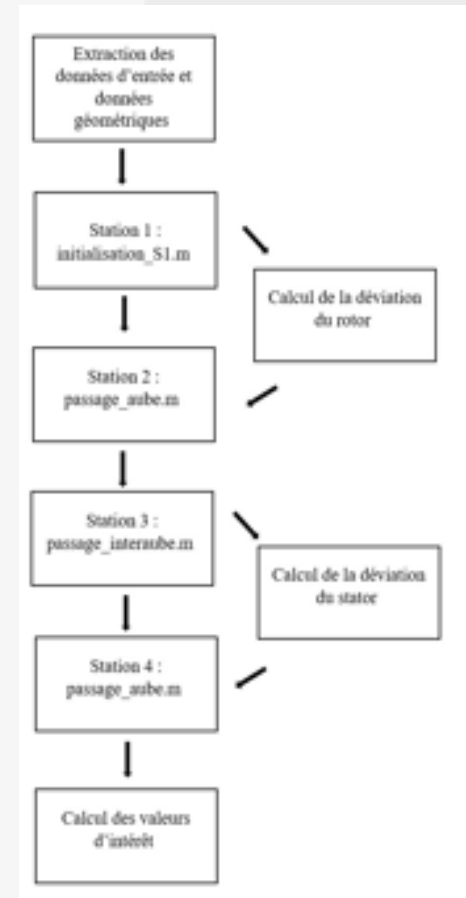 Extraction des
données d'entrée et
données
géométriques
Station 1 :
initialisation_S1.m
Calcul de la déviation
du rotor
Station 2 :
passage_aube.m
Station 3 :
passage_interaube.m
Calcul de la déviation
du stator
Station 4 :
passage_aube.m
Calcul des valeurs
d'intérêt